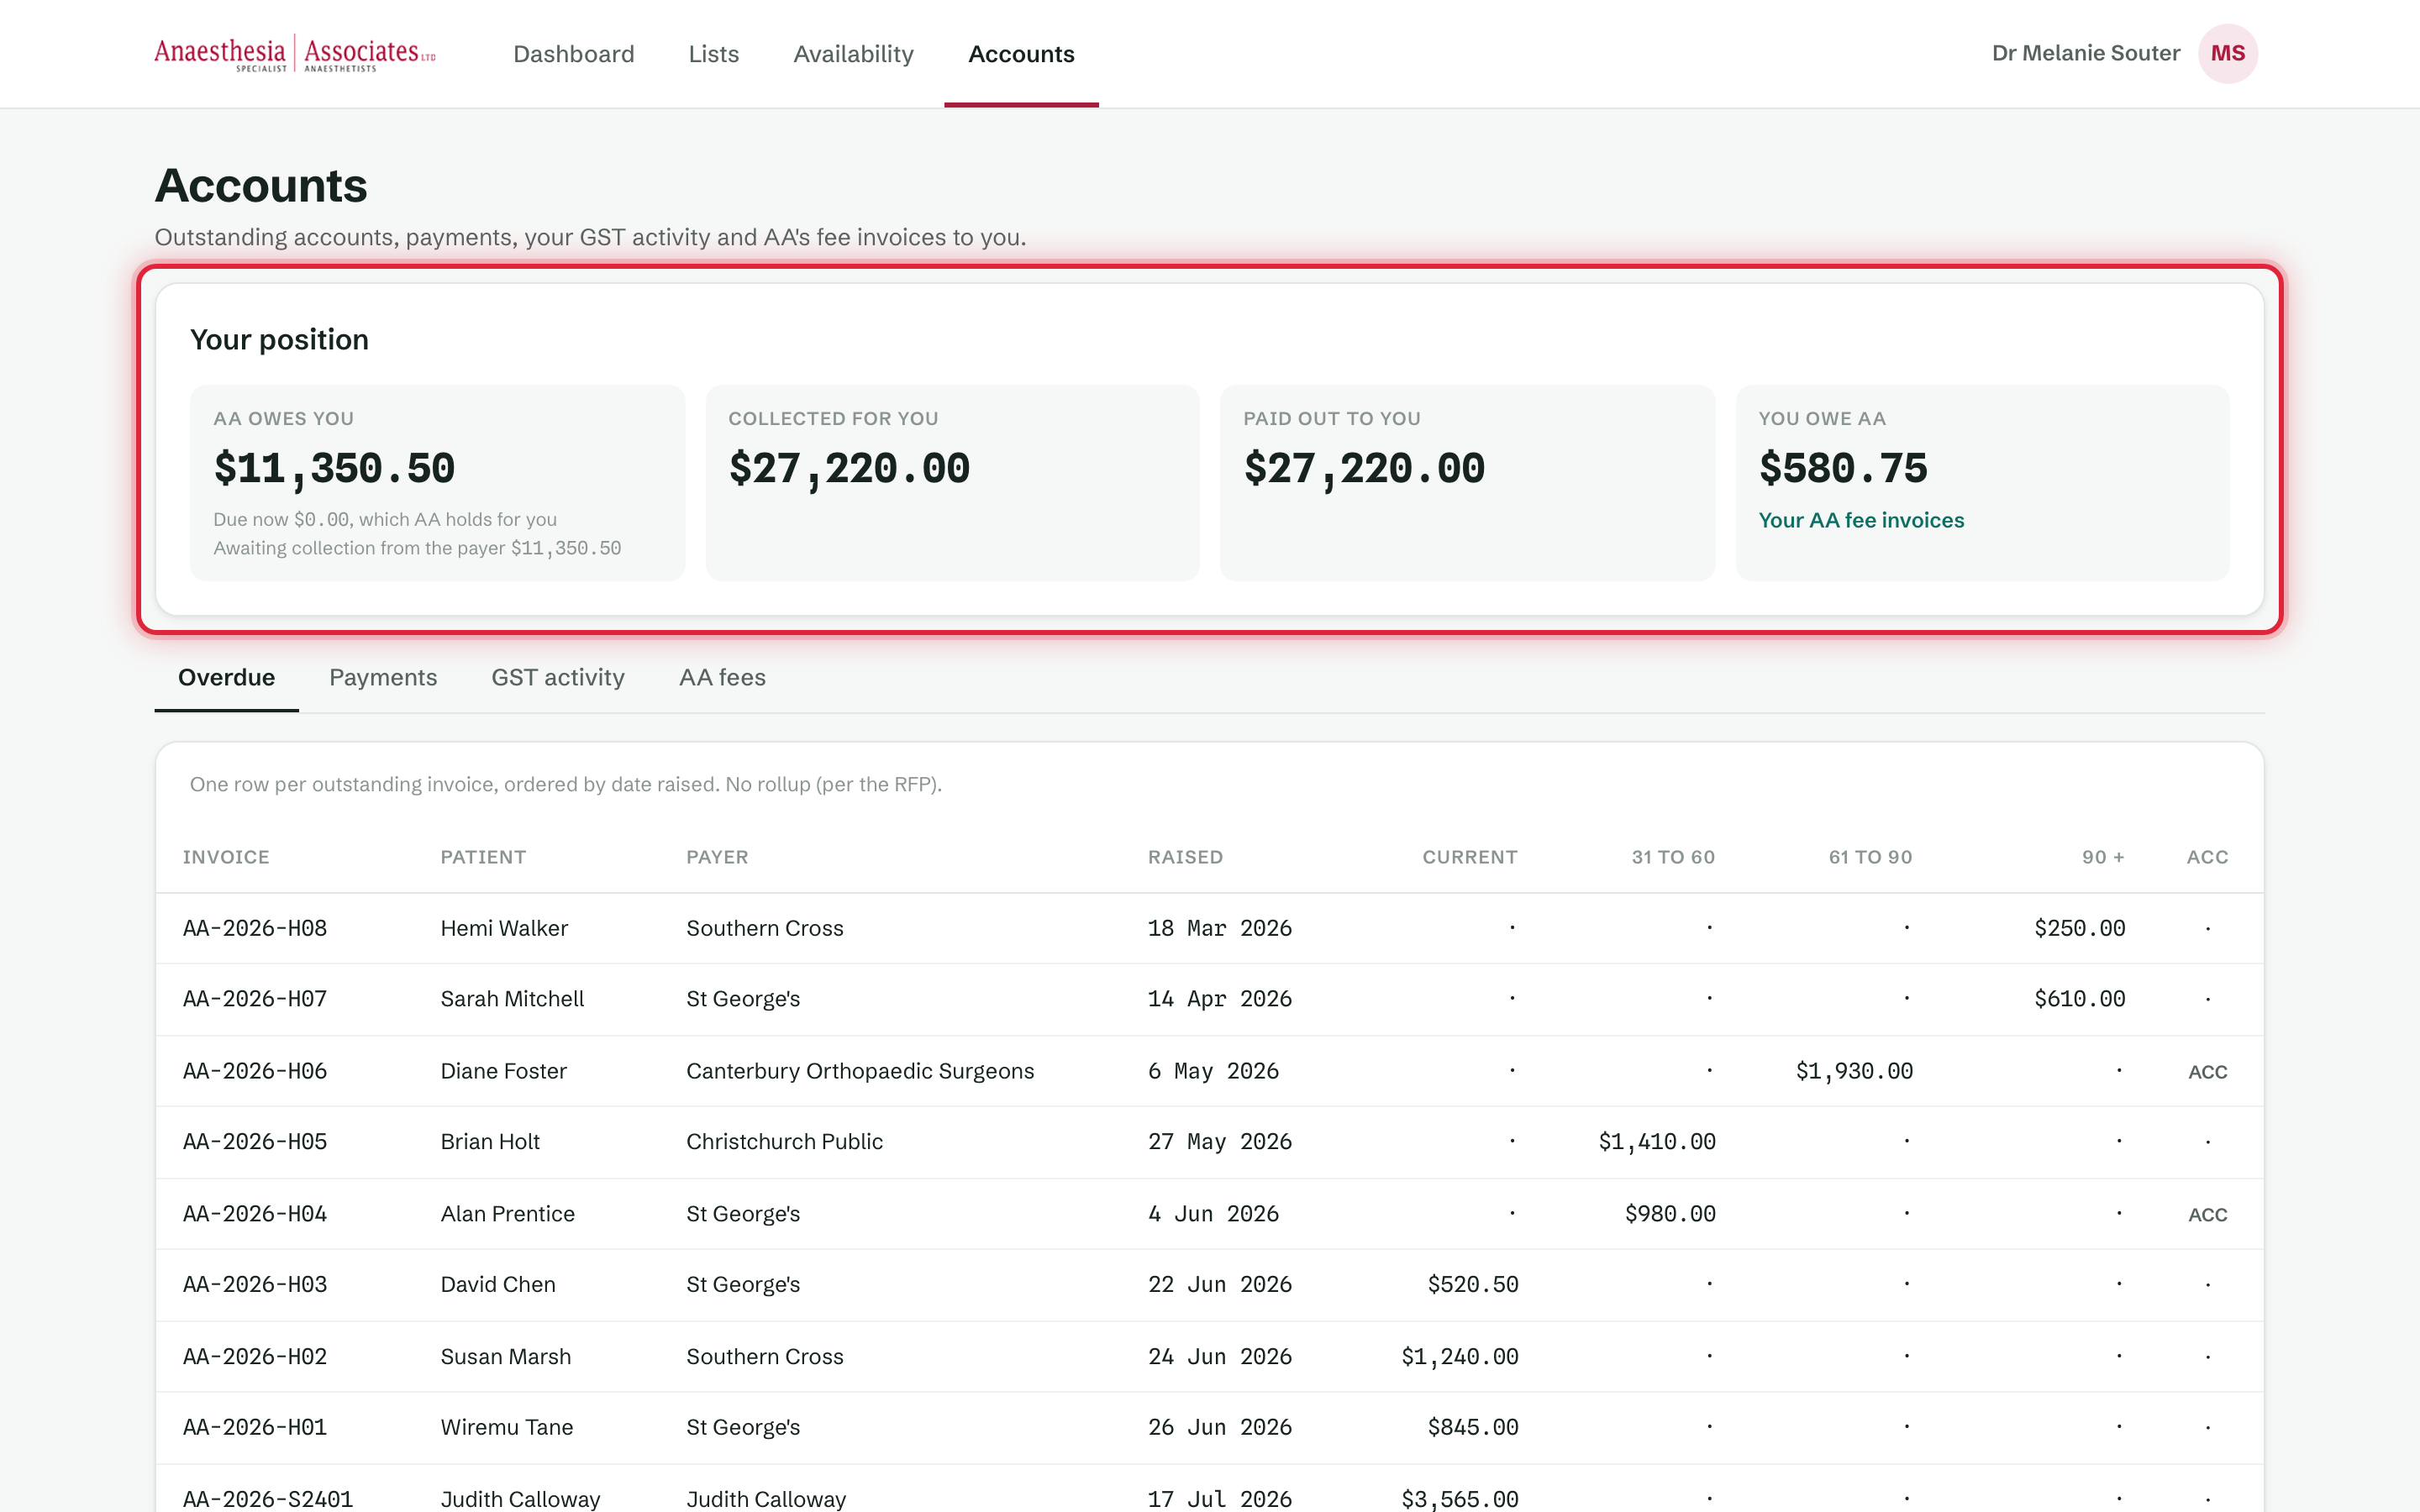 Anaesthesia | Associates LTD
SPECIALIST ANAESTHETISTS
Dashboard Lists Availability Accounts
Dr Melanie Souter MS
Accounts
Outstanding accounts, payments, your GST activity and AA's fee invoices to you.
Your position
AA OWES YOU
$11,350.50
Due now $0.00, which AA holds for you
Awaiting collection from the payer $11,350.50
COLLECTED FOR YOU
$27,220.00
PAID OUT TO YOU
$27,220.00
YOU OWE AA
$580.75
Your AA fee invoices
Overdue Payments GST activity AA fees
One row per outstanding invoice, ordered by date raised. No rollup (per the RFP).
INVOICE PATIENT PAYER RAISED CURRENT 31 TO 60 61 TO 90 90 + ACC
AA-2026-H08 Hemi Walker Southern Cross 18 Mar 2026 · · · $250.00 ·
AA-2026-H07 Sarah Mitchell St George's 14 Apr 2026 · · · $610.00 ·
AA-2026-H06 Diane Foster Canterbury Orthopaedic Surgeons 6 May 2026 · · $1,930.00 · ACC
AA-2026-H05 Brian Holt Christchurch Public 27 May 2026 · $1,410.00 · · ·
AA-2026-H04 Alan Prentice St George's 4 Jun 2026 · $980.00 · · ACC
AA-2026-H03 David Chen St George's 22 Jun 2026 $520.50 · · · ·
AA-2026-H02 Susan Marsh Southern Cross 24 Jun 2026 $1,240.00 · · · ·
AA-2026-H01 Wiremu Tane St George's 26 Jun 2026 $845.00 · · · ·
AA-2026-S2401 Judith Calloway Judith Calloway 17 Jul 2026 $3,565.00 · · · ·